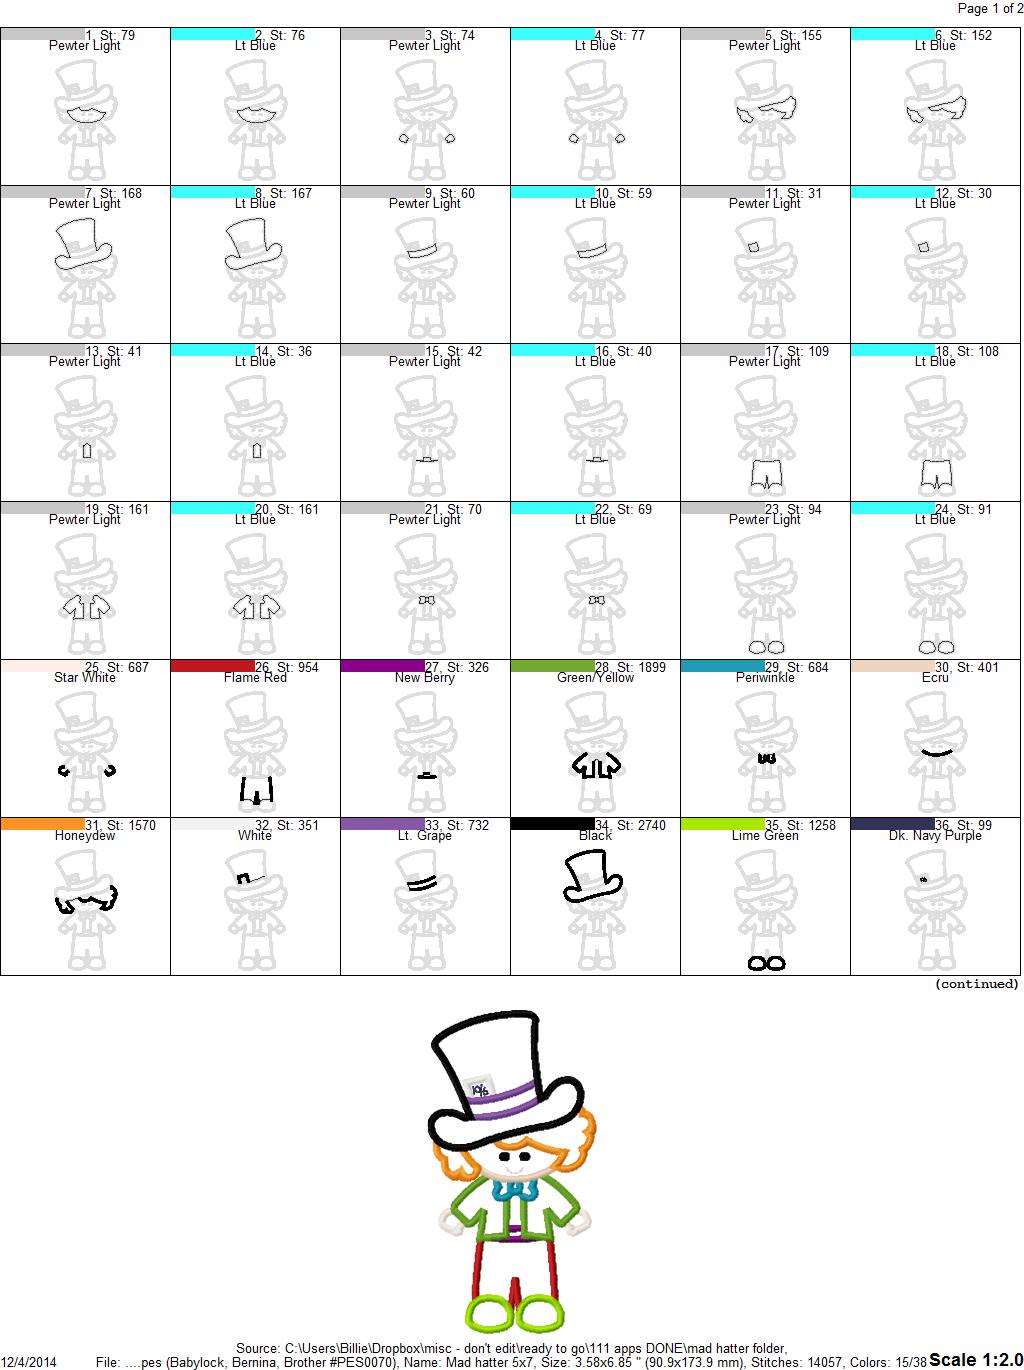 Page 1 of 2
1, St: 79 2, St: 76 3, St: 74 4, St: 77 5, St: 155 6, St: 152
Pewter Light Lt Blue Pewter Light Lt Blue Pewter Light Lt Blue
7, St: 168 8, St: 167 9, St: 60 10, St: 59 11, St: 31 12, St: 30
Pewter Light Lt Blue Pewter Light Lt Blue Pewter Light Lt Blue
13, St: 41 14, St: 36 15, St: 42 16, St: 40 17, St: 109 18, St: 108
Pewter Light Lt Blue Pewter Light Lt Blue Pewter Light Lt Blue
19, St: 161 20, St: 161 21, St: 70 22, St: 69 23, St: 94 24, St: 91
Pewter Light Lt Blue Pewter Light Lt Blue Pewter Light Lt Blue
25, St: 687 26, St: 954 27, St: 326 28, St: 1899 29, St: 684 30, St: 401
Star White Flame Red New Berry Green/Yellow Periwinkle Ecru
31, St: 1570 32, St: 351 33, St: 732 34, St: 2740 35, St: 1258 36, St: 99
Honeydew White Lt. Grape Black Lime Green Dk. Navy Purple
(continued)
10/6
Source: C:\Users\Billie\Dropbox\misc - don't edit\ready to go\111 apps DONE\mad hatter folder,
12/4/2014 File: ....pes (Babylock, Bernina, Brother #PES0070), Name: Mad hatter 5x7, Size: 3.58x6.85 " (90.9x173.9 mm), Stitches: 14057, Colors: 15/38 Scale 1:2.0